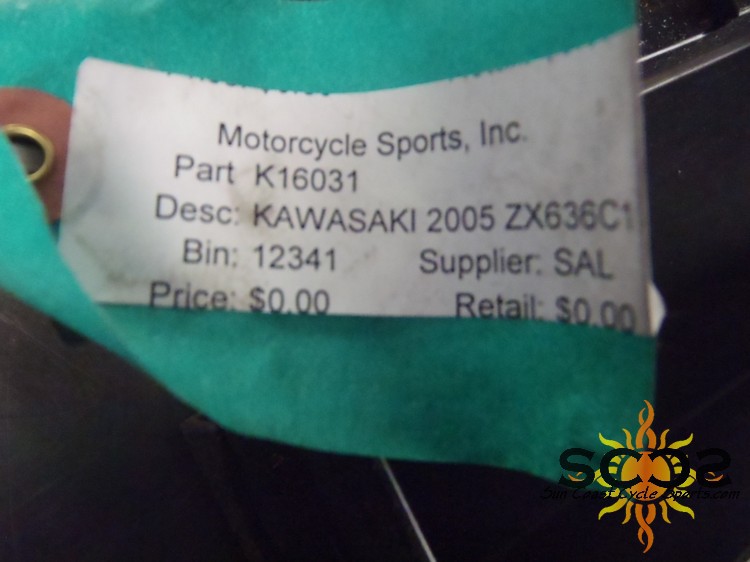 Motorcycle Sports, Inc.
Part K16031
Desc: KAWASAKI 2005 ZX636C1
Bin: 12341 Supplier: SAL
Price: $0.00 Retail: $0.00
SCCS
Sun Coast Cycle Sports.com